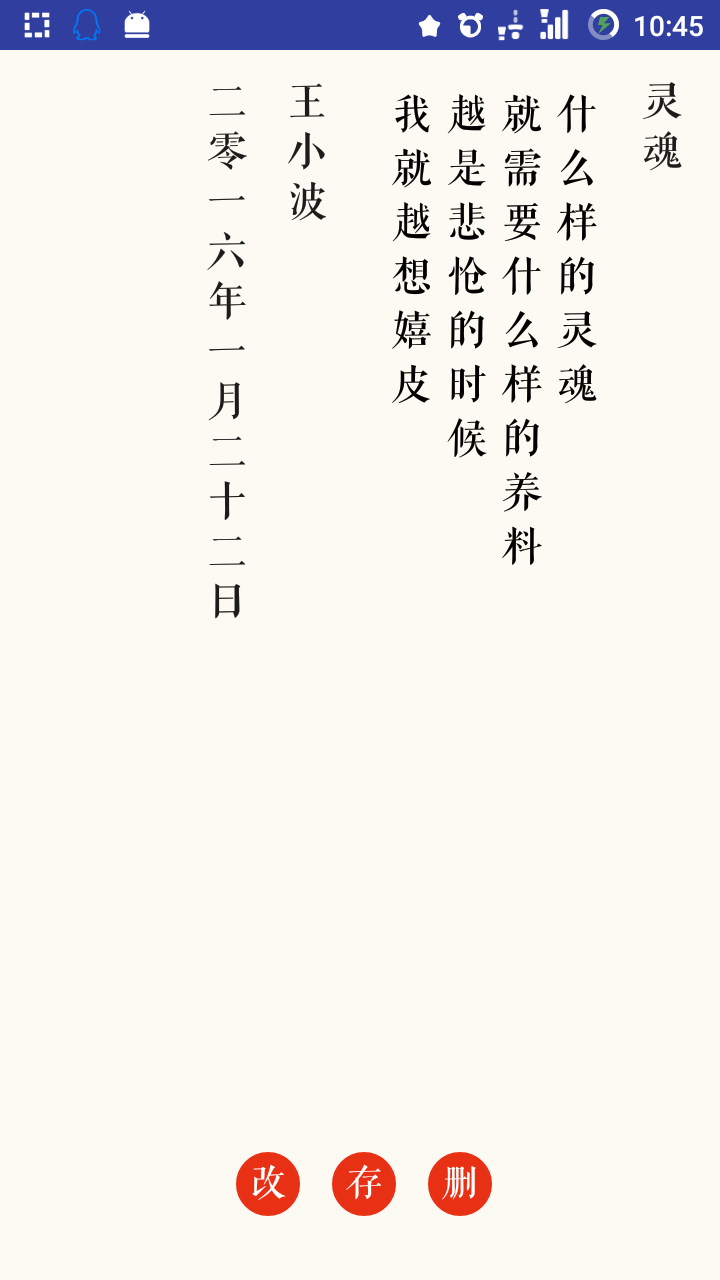 10:45
灵魂
什么样的灵魂
就需要什么样的养料
越是悲怆的时候
我就越想嬉皮
王小波
二零一六年一月二十二日
改
存
删